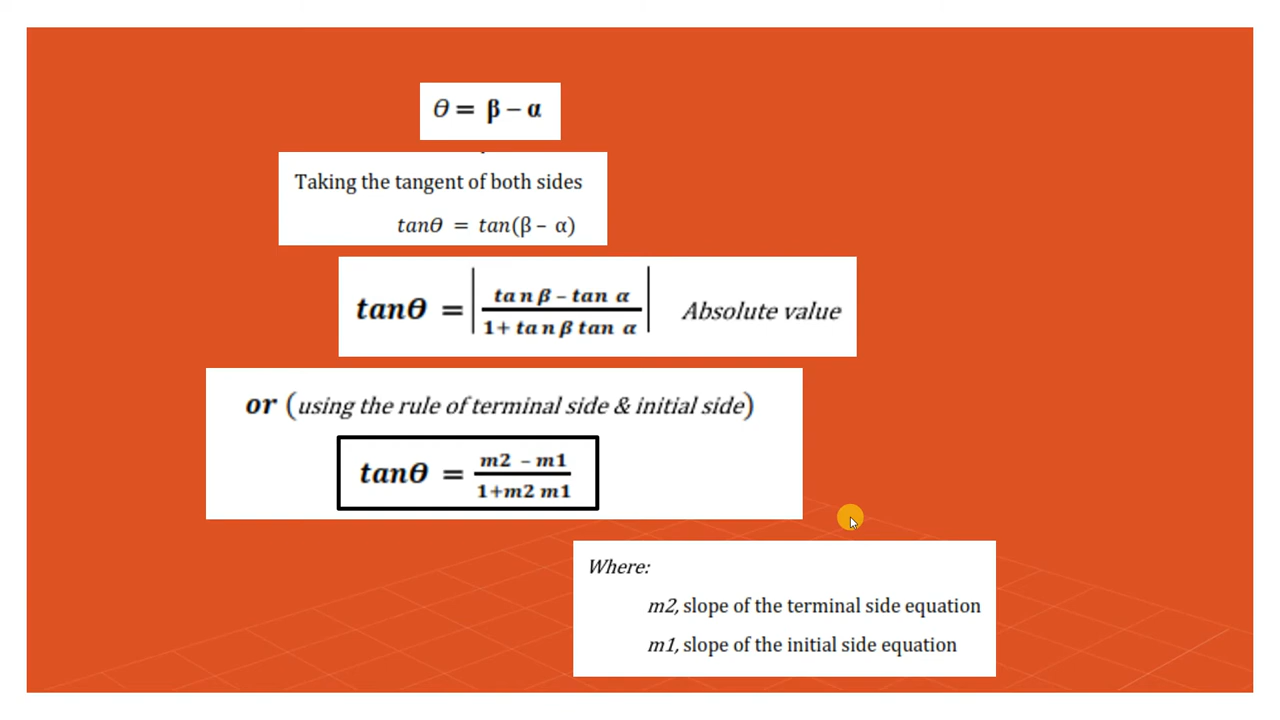 θ = β – α
Taking the tangent of both sides
tanθ = tan(β – α)
tanθ = | (tan β – tan α) / (1+ tan β tan α) | Absolute value
or (using the rule of terminal side & initial side)
tanθ = (m2 – m1) / (1+m2 m1)
Where:
m2, slope of the terminal side equation
m1, slope of the initial side equation